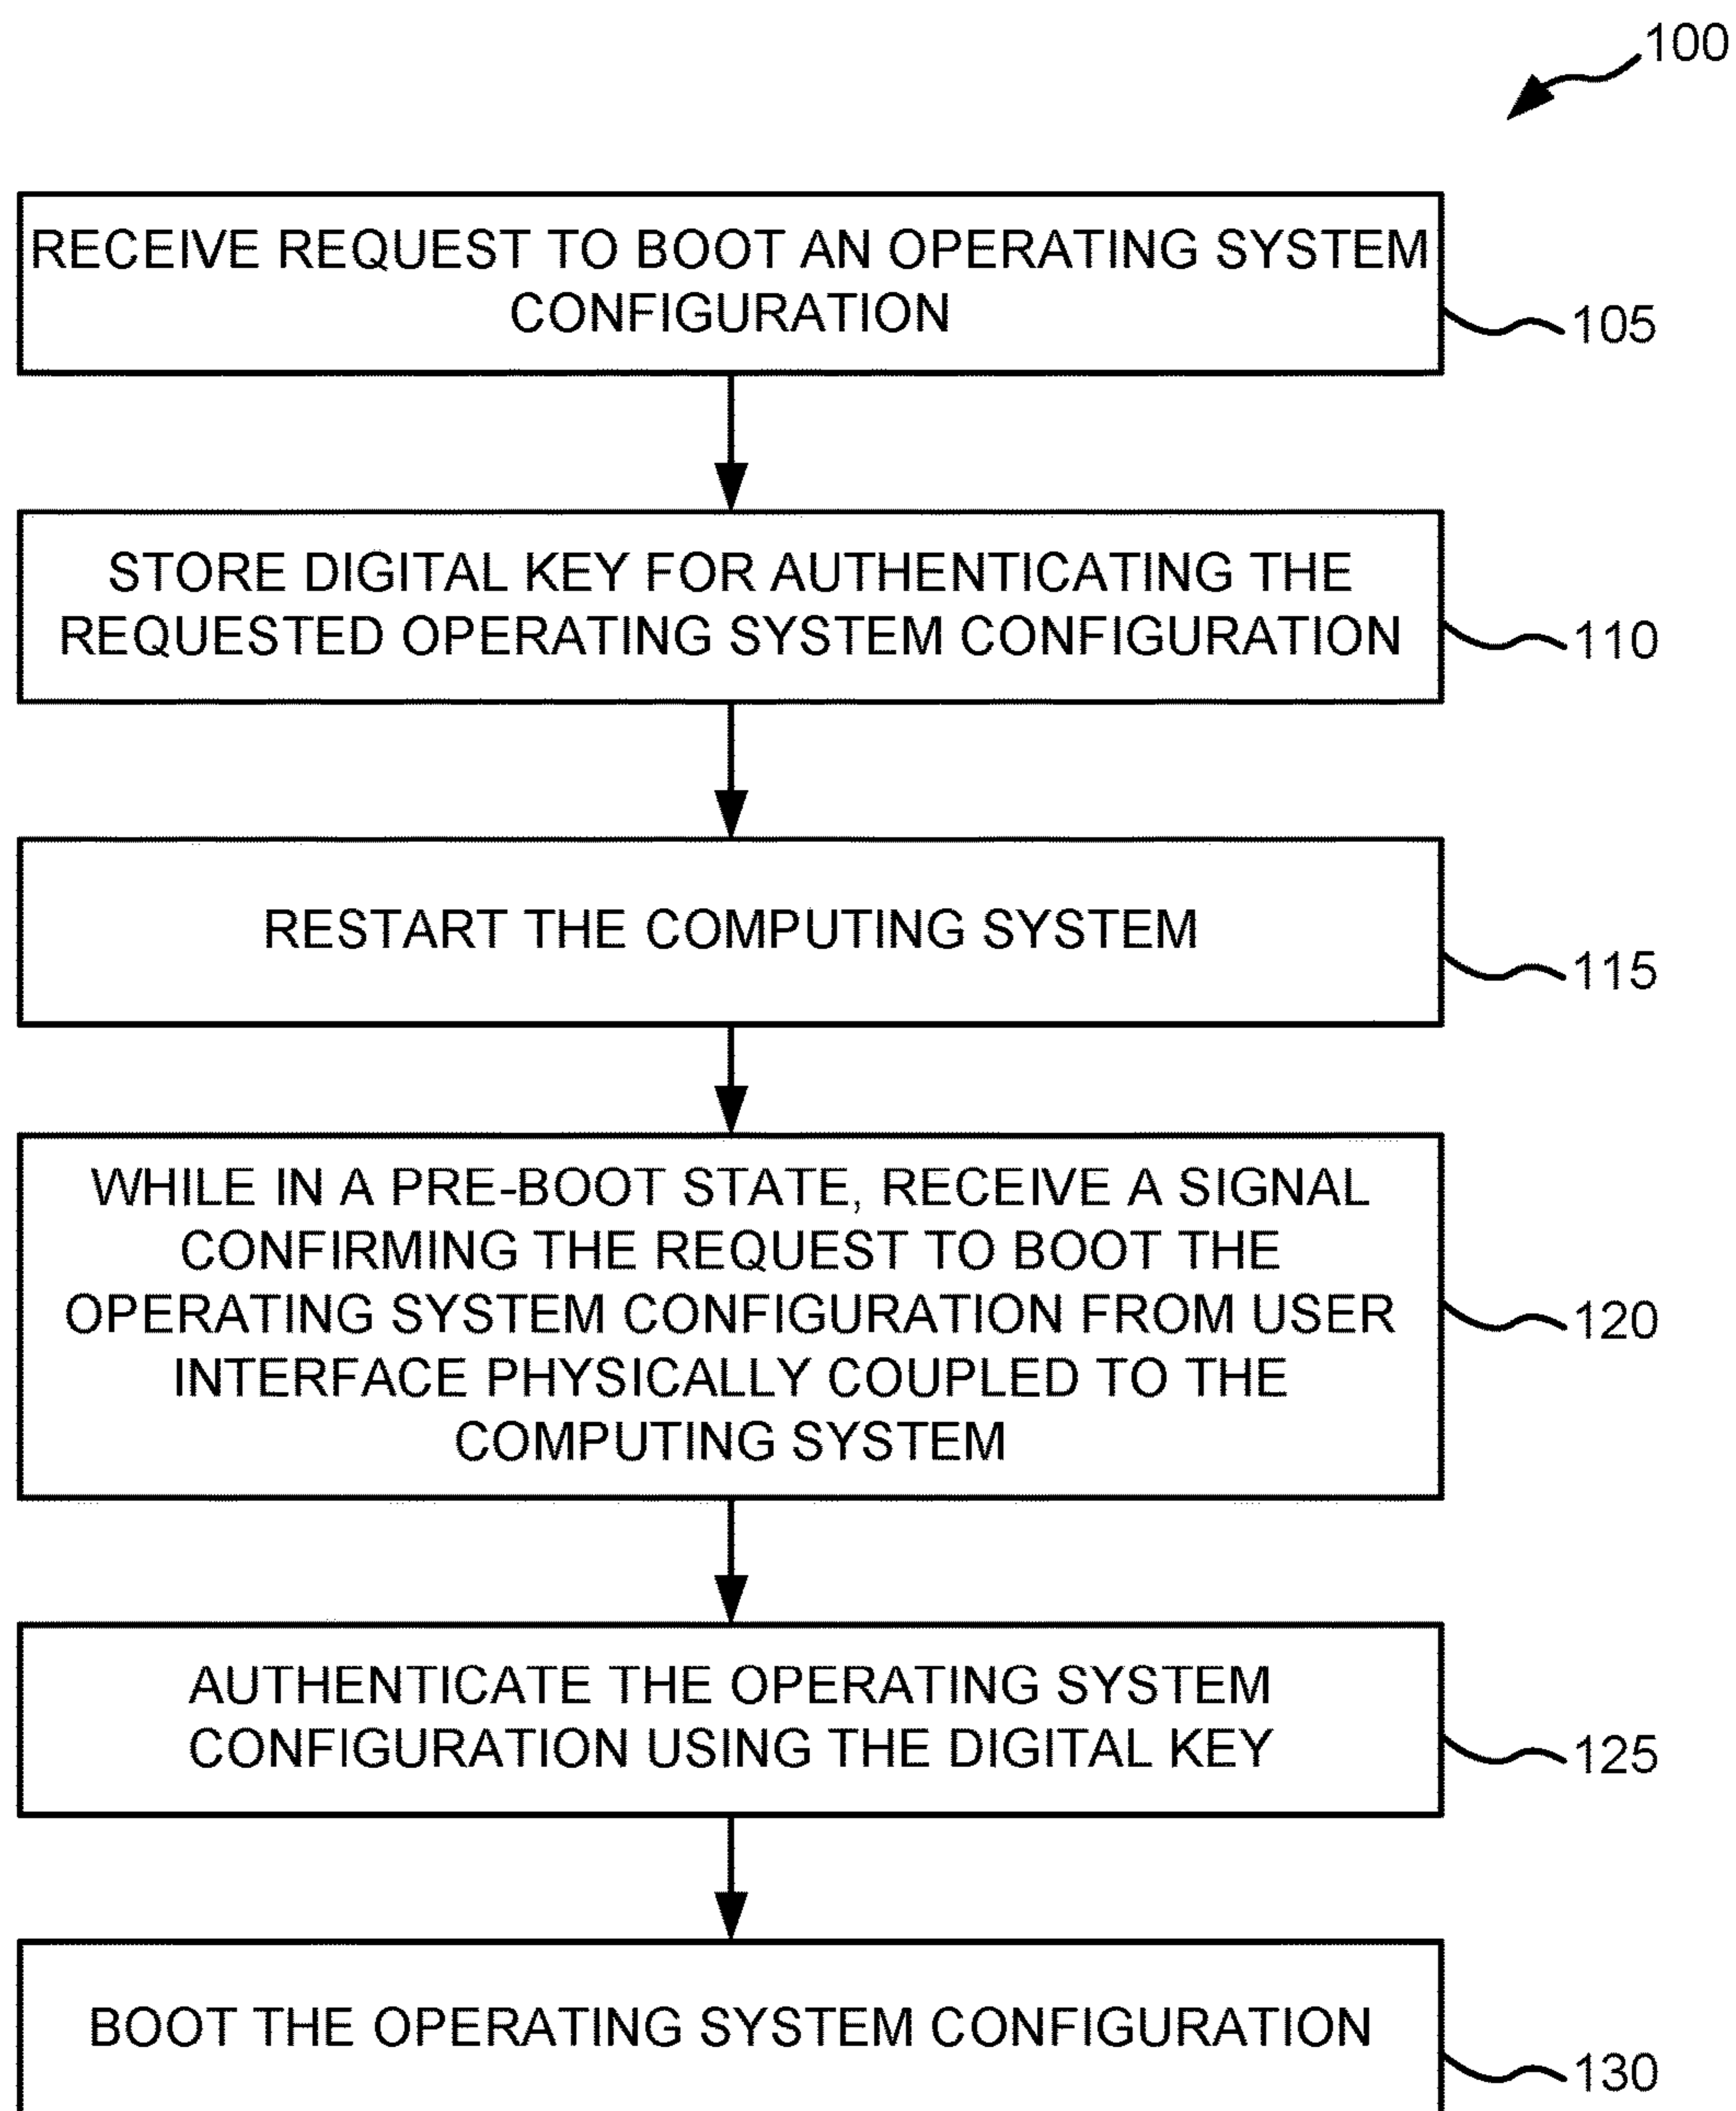 100
RECEIVE REQUEST TO BOOT AN OPERATING SYSTEM
CONFIGURATION
105
STORE DIGITAL KEY FOR AUTHENTICATING THE
REQUESTED OPERATING SYSTEM CONFIGURATION
110
RESTART THE COMPUTING SYSTEM
115
WHILE IN A PRE-BOOT STATE, RECEIVE A SIGNAL
CONFIRMING THE REQUEST TO BOOT THE
OPERATING SYSTEM CONFIGURATION FROM USER
INTERFACE PHYSICALLY COUPLED TO THE
COMPUTING SYSTEM
120
AUTHENTICATE THE OPERATING SYSTEM
CONFIGURATION USING THE DIGITAL KEY
125
BOOT THE OPERATING SYSTEM CONFIGURATION
130